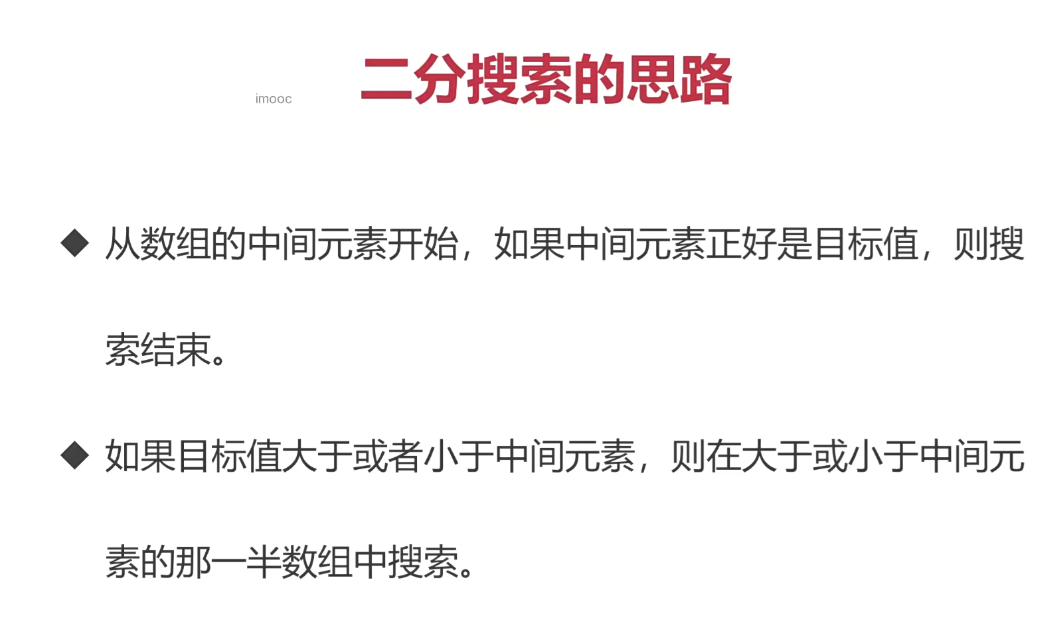 二分搜索的思路
imooc
◆ 从数组的中间元素开始，如果中间元素正好是目标值，则搜
索结束。
◆ 如果目标值大于或者小于中间元素，则在大于或小于中间元
素的那一半数组中搜索。